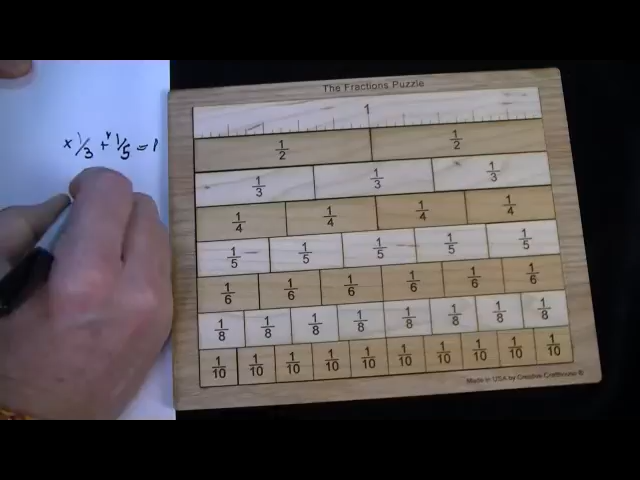 The Fractions Puzzle
1
1/2 1/2
x 1/3 + y 1/5 = 1
1/3 1/3 1/3
1/4 1/4 1/4 1/4
1/5 1/5 1/5 1/5 1/5
1/6 1/6 1/6 1/6 1/6 1/6
1/8 1/8 1/8 1/8 1/8 1/8 1/8 1/8
1/10 1/10 1/10 1/10 1/10 1/10 1/10 1/10 1/10 1/10
Made in USA by Creative Crafthouse ©